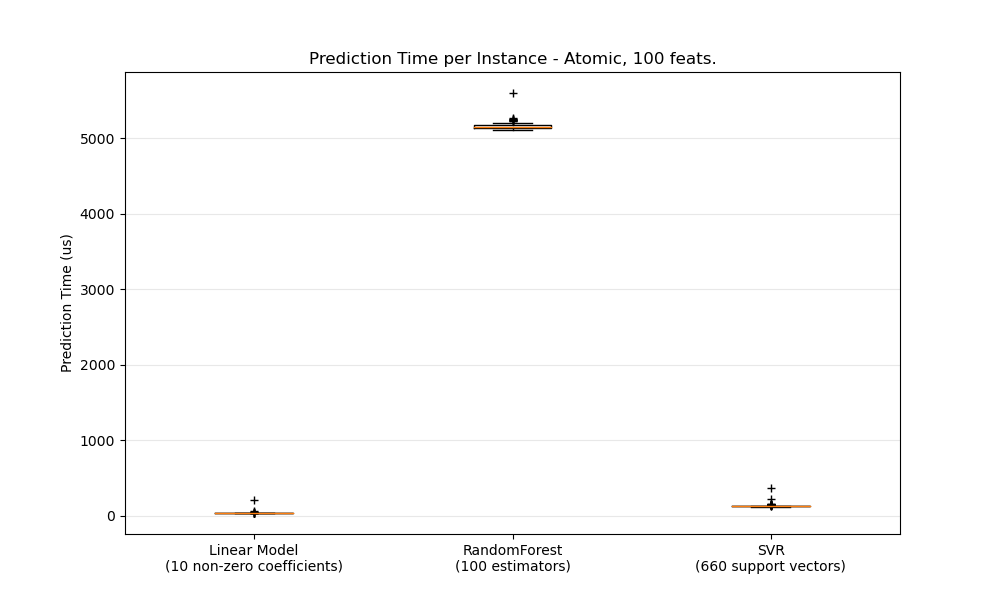 Prediction Time per Instance - Atomic, 100 feats.
Prediction Time (us)
5000
4000
3000
2000
1000
0
Linear Model
(10 non-zero coefficients)
RandomForest
(100 estimators)
SVR
(660 support vectors)